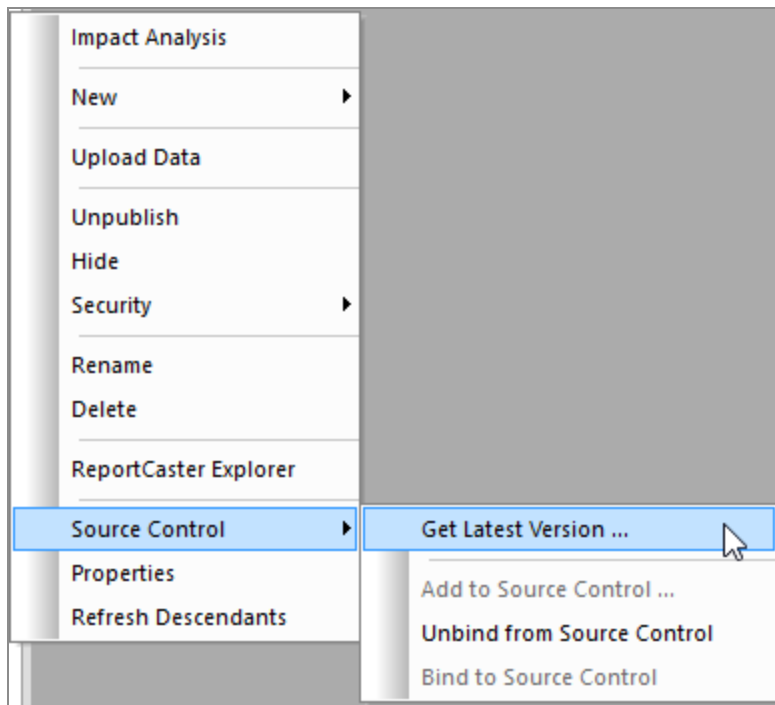 Impact Analysis
New
Upload Data
Unpublish
Hide
Security
Rename
Delete
ReportCaster Explorer
Source Control
Get Latest Version ...
Properties
Add to Source Control ...
Refresh Descendants
Unbind from Source Control
Bind to Source Control